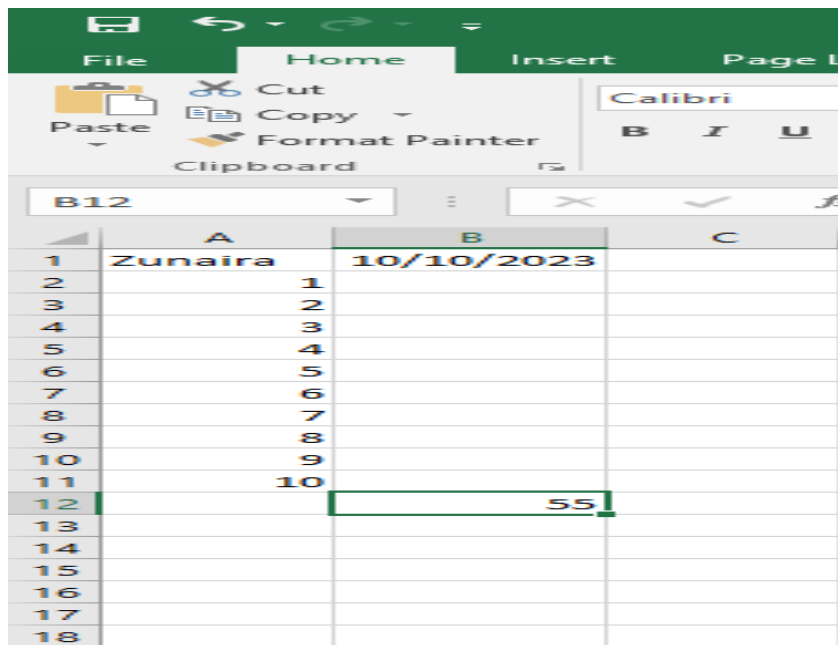 File Home Insert Page L
Paste
Cut
Copy
Format Painter
Clipboard
Calibri
B I U
B12
A B C
1 Zunaira 10/10/2023
2 1
3 2
4 3
5 4
6 5
7 6
8 7
9 8
10 9
11 10
12 55
13
14
15
16
17
18